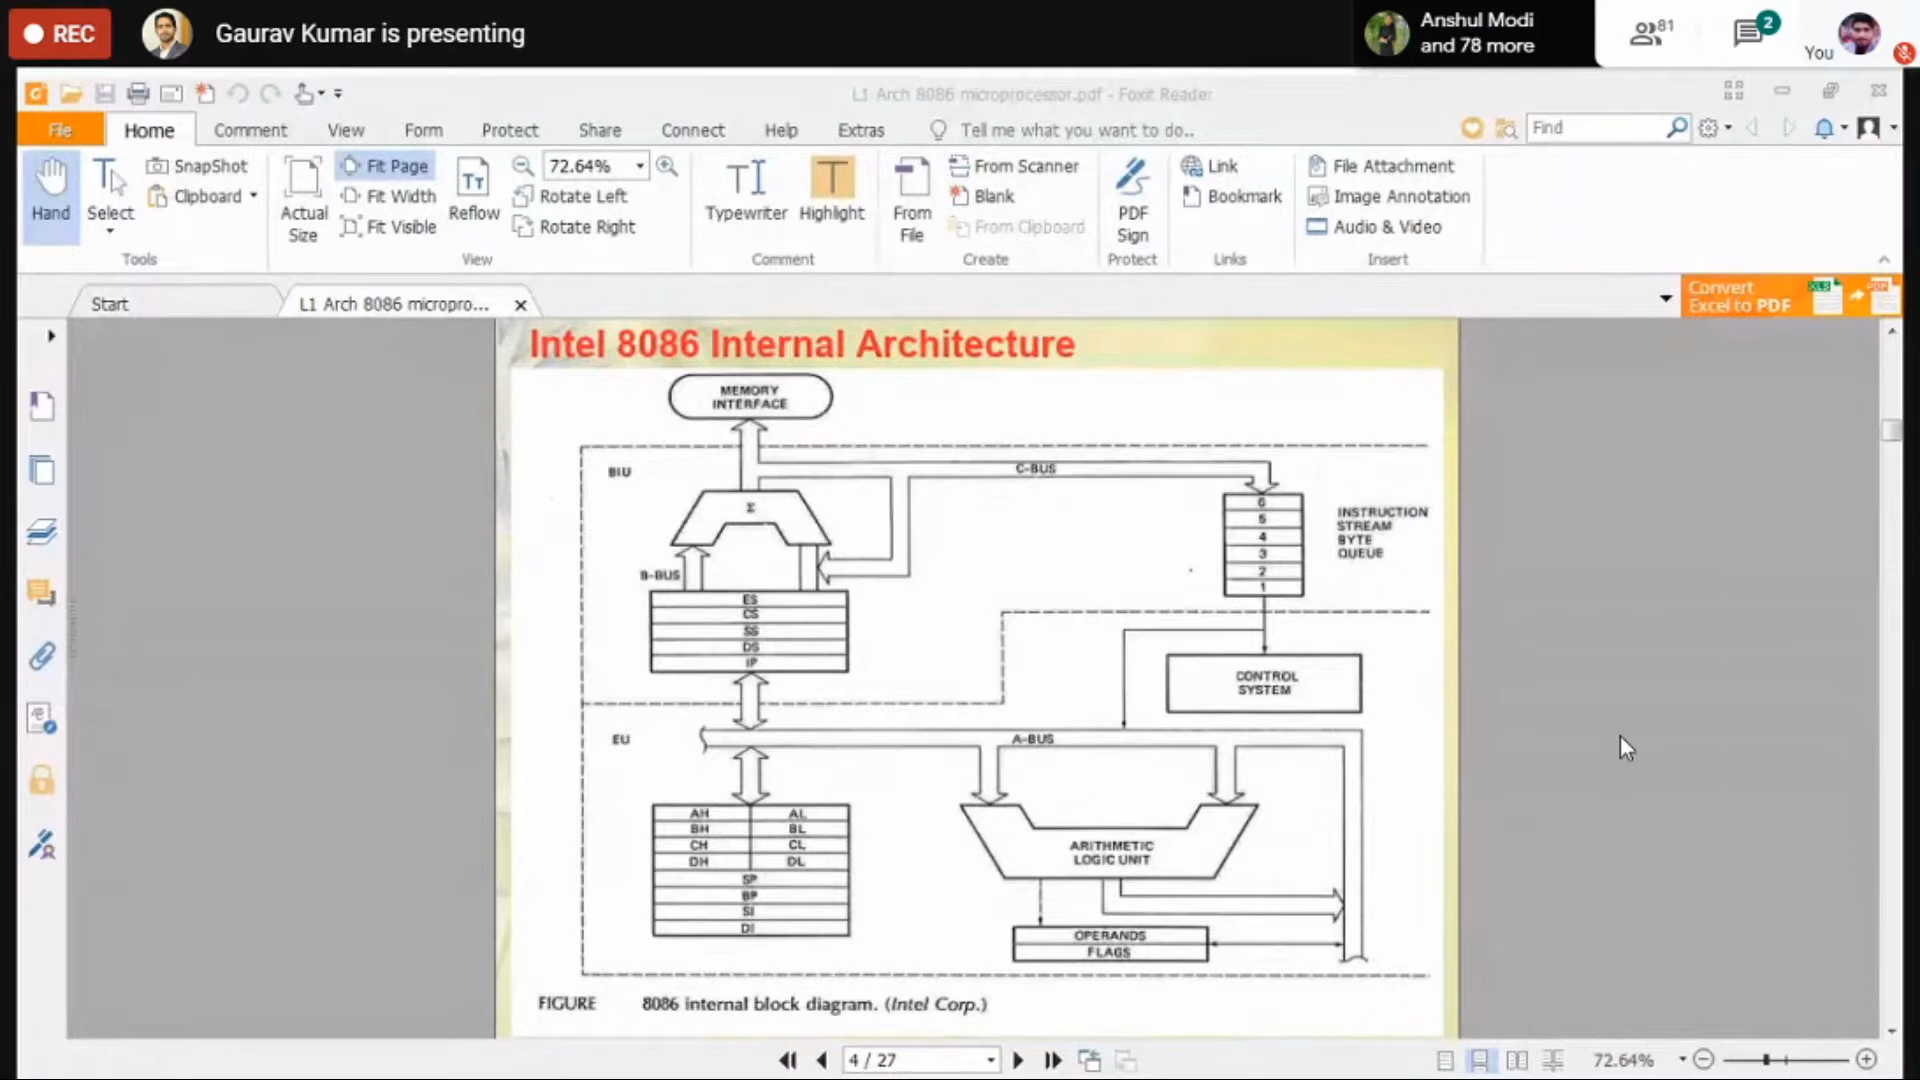 REC
Gaurav Kumar is presenting
Anshul Modi
and 78 more
81
2
You
L1 Arch 8086 microprocessor.pdf - Foxit Reader
File
Home
Comment
View
Form
Protect
Share
Connect
Help
Extras
Tell me what you want to do..
Find
Hand
Select
SnapShot
Clipboard
Tools
Actual
Size
Fit Page
Fit Width
Fit Visible
Reflow
72.64%
Rotate Left
Rotate Right
View
Typewriter
Highlight
Comment
From
File
From Scanner
Blank
From Clipboard
Create
PDF
Sign
Protect
Link
Bookmark
Links
File Attachment
Image Annotation
Audio & Video
Insert
Start
L1 Arch 8086 micropro...
Convert
Excel to PDF
XLS
PDF
Intel 8086 Internal Architecture
MEMORY
INTERFACE
BIU
C-BUS
Σ
6
5
4
3
2
1
INSTRUCTION
STREAM
BYTE
QUEUE
B-BUS
ES
CS
SS
DS
IP
CONTROL
SYSTEM
EU
A-BUS
AH AL
BH BL
CH CL
DH DL
SP
BP
SI
DI
ARITHMETIC
LOGIC UNIT
OPERANDS
FLAGS
FIGURE 8086 internal block diagram. (Intel Corp.)
4 / 27
72.64%